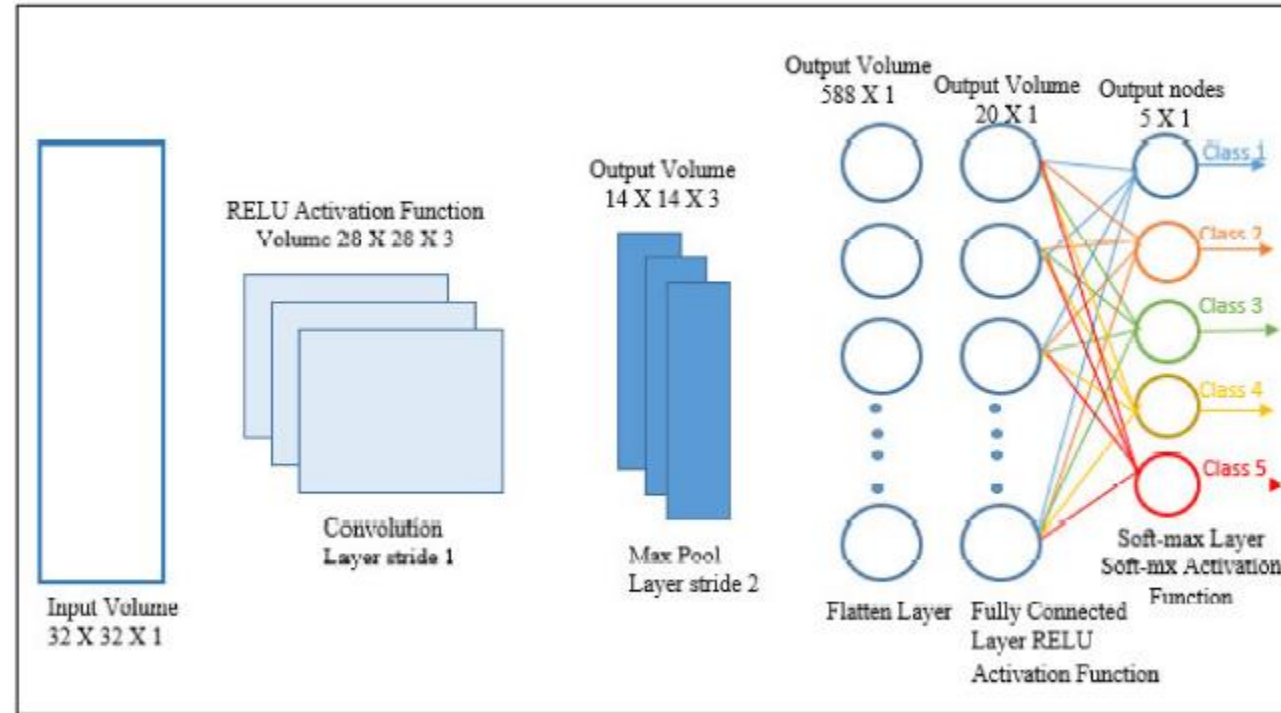 Input Volume
32 X 32 X 1
RELU Activation Function
Volume 28 X 28 X 3
Convolution
Layer stride 1
Output Volume
14 X 14 X 3
Max Pool
Layer stride 2
Output Volume
588 X 1
Flatten Layer
Output Volume
20 X 1
Fully Connected
Layer RELU
Activation Function
Output nodes
5 X 1
Class 1
Class 2
Class 3
Class 4
Class 5
Soft-max Layer
Soft-mx Activation
Function